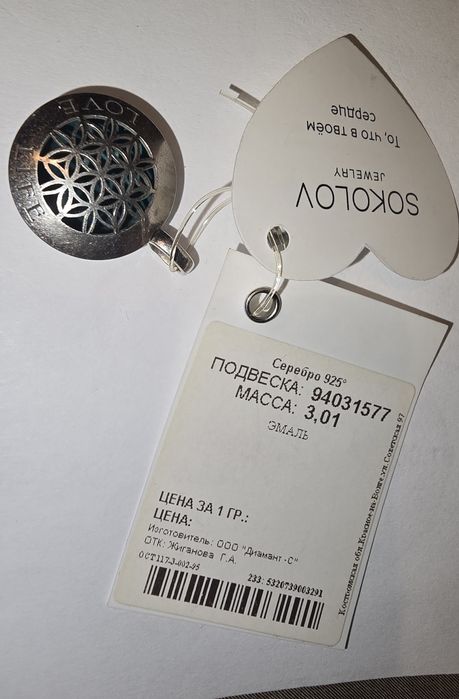 LOVE LIFE
SOKOLOV
JEWELRY
То, что в твоём
сердце
Серебро 925°
ПОДВЕСКА: 94031577
МАССА: 3,01
ЭМАЛЬ
ЦЕНА ЗА 1 ГР.:
ЦЕНА:
Изготовитель: ООО "Диамант-С"
ОТК: Жиганова Г.А.
ОСТ117-3-002-95
233: 5320739003291
Костромская обл.Красное-на-Волге,ул.Советская 97